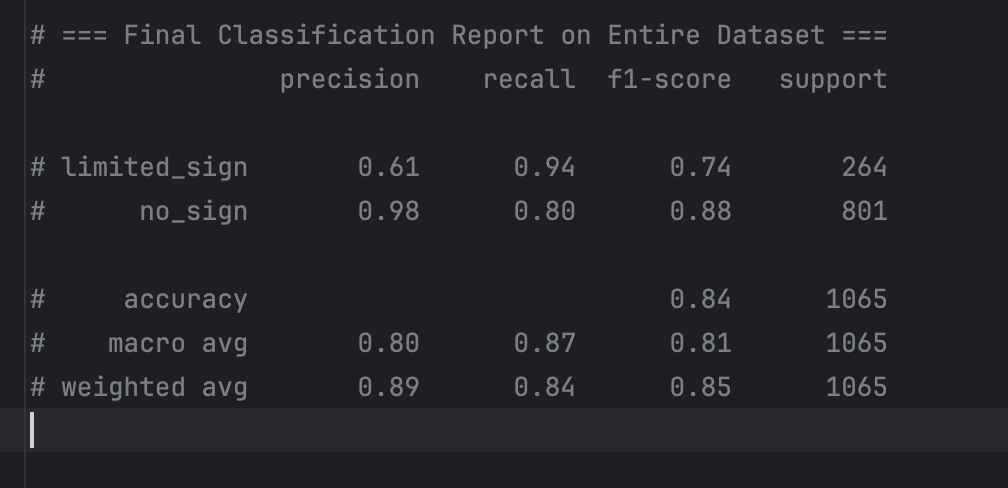 # === Final Classification Report on Entire Dataset ===
#               precision    recall  f1-score   support
# limited_sign       0.61      0.94      0.74       264
#      no_sign       0.98      0.80      0.88       801
#     accuracy                           0.84      1065
#    macro avg       0.80      0.87      0.81      1065
# weighted avg       0.89      0.84      0.85      1065